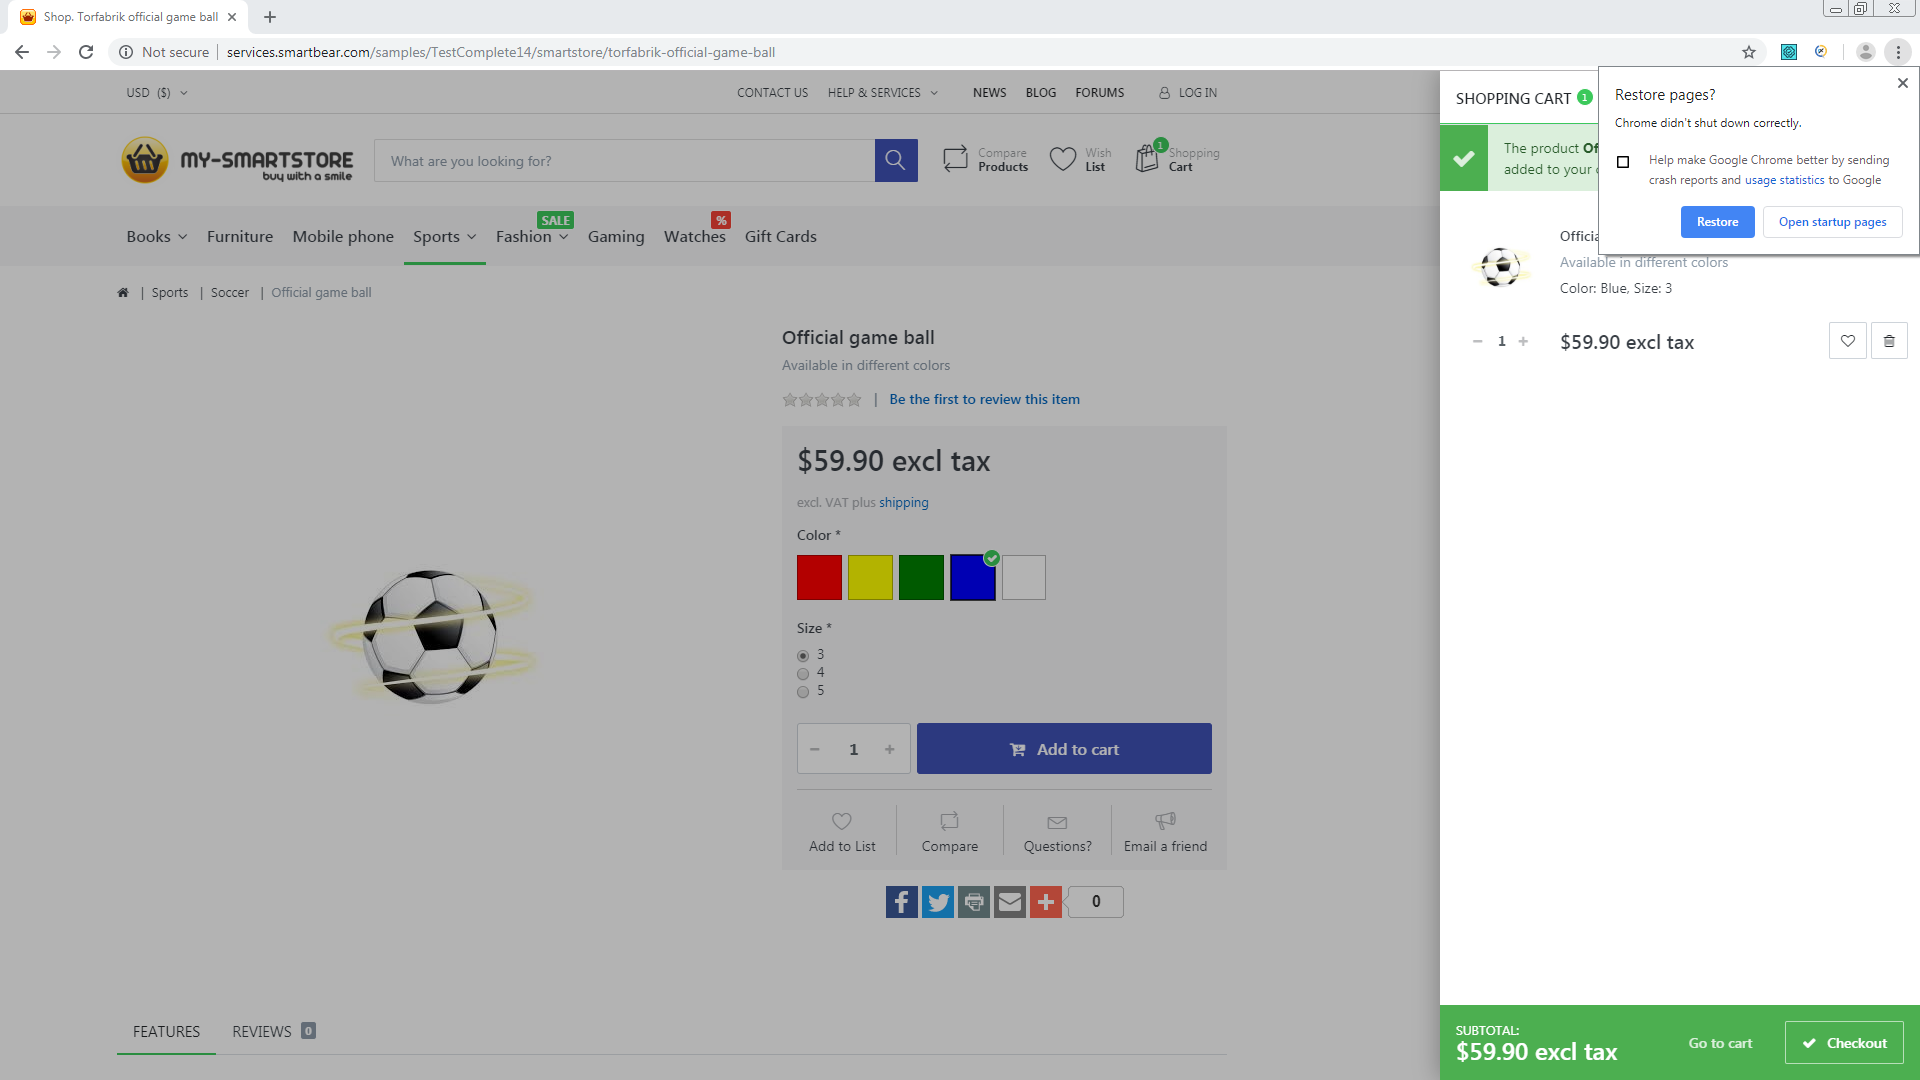 Shop. Torfabrik official game ball
Not secure
services.smartbear.com/samples/TestComplete14/smartstore/torfabrik-official-game-ball
USD ($)
CONTACT US
HELP & SERVICES
NEWS
BLOG
FORUMS
LOG IN
MY-SMARTSTORE
buy with a smile
What are you looking for?
Compare
Products
Wish
List
1
Shopping
Cart
Books
Furniture
Mobile phone
Sports
SALE
Fashion
Gaming
%
Watches
Gift Cards
| Sports | Soccer | Official game ball
Official game ball
Available in different colors
| Be the first to review this item
$59.90 excl tax
excl. VAT plus shipping
Color *
Size *
3
4
5
1
Add to cart
Add to List
Compare
Questions?
Email a friend
0
FEATURES
REVIEWS 0
SHOPPING CART 1
The product Of
added to your
Officia
Available in different colors
Color: Blue, Size: 3
1
$59.90 excl tax
SUBTOTAL:
$59.90 excl tax
Go to cart
Checkout
Restore pages?
Chrome didn't shut down correctly.
Help make Google Chrome better by sending
crash reports and usage statistics to Google
Restore
Open startup pages